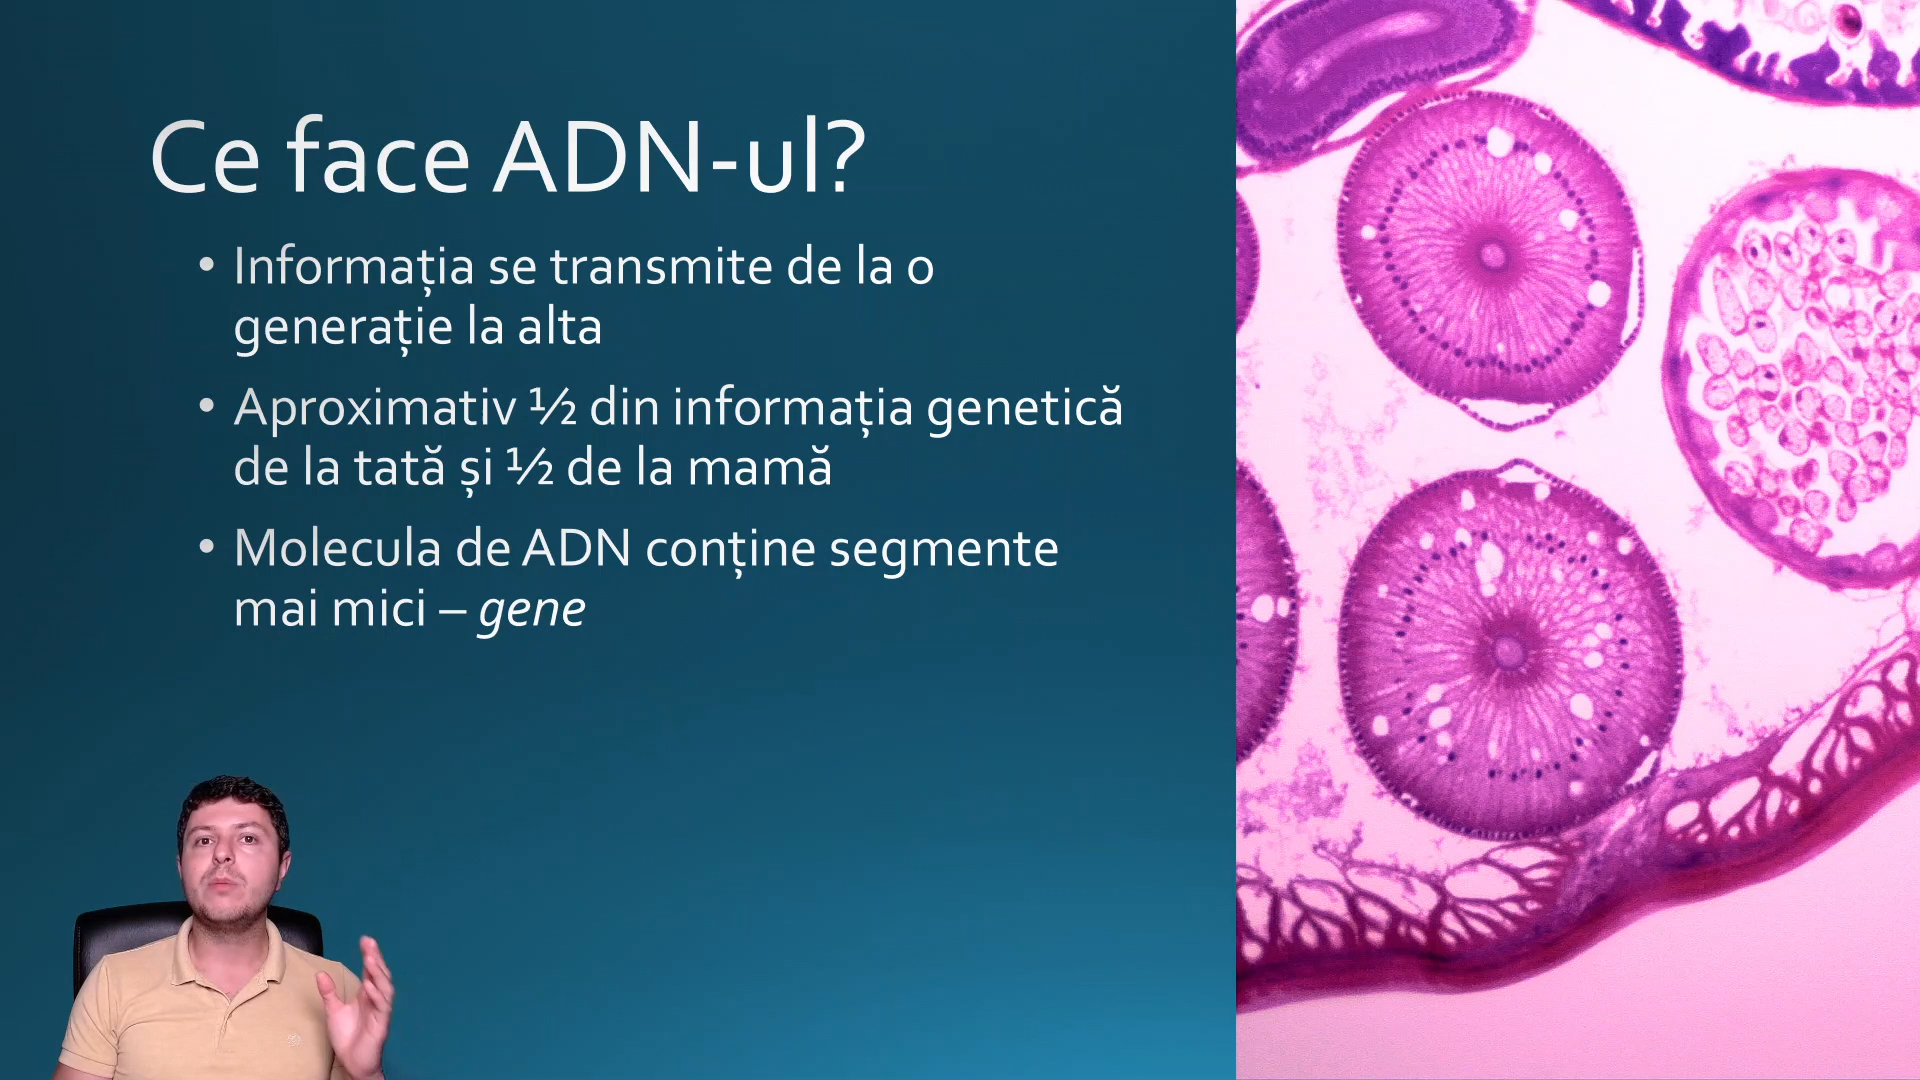 Ce face ADN-ul?
• Informația se transmite de la o
generație la alta
• Aproximativ ½ din informația genetică
de la tată și ½ de la mamă
• Molecula de ADN conține segmente
mai mici – gene